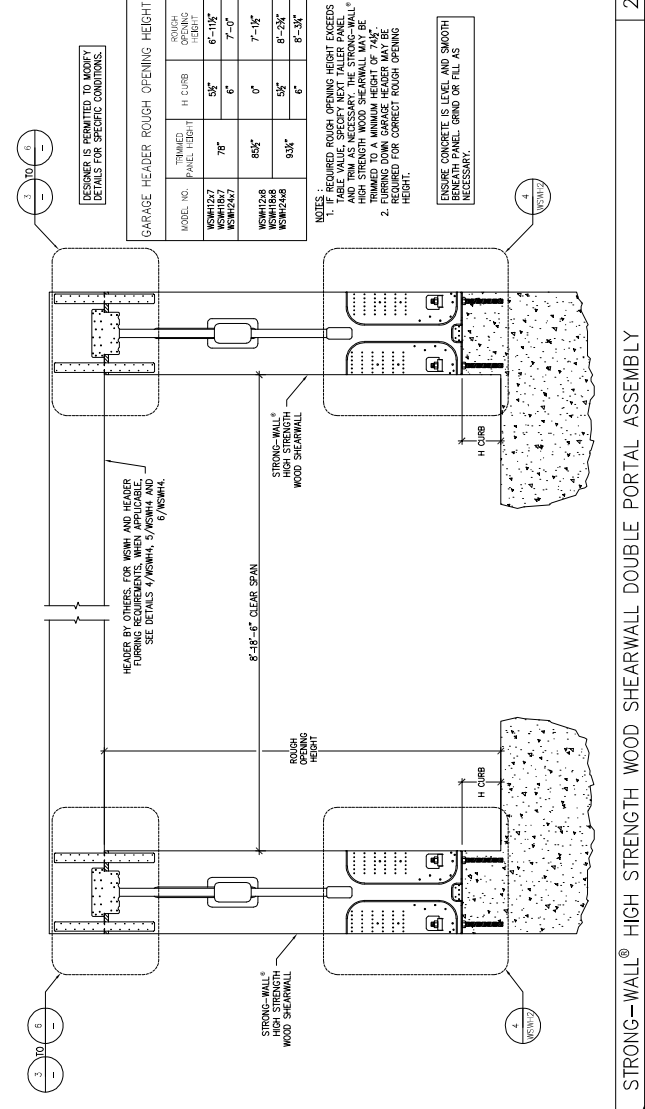 3 TO 6
–
–
HEADER BY OTHERS. FOR WSWH AND HEADER
FURRING REQUIREMENTS, WHEN APPLICABLE,
SEE DETAILS 4/WSWH4, 5/WSWH4 AND
6/WSWH4.
STRONG-WALL®
HIGH STRENGTH
WOOD SHEARWALL
ROUGH
OPENING
HEIGHT
8'-18'-6" CLEAR SPAN
STRONG-WALL®
HIGH STRENGTH
WOOD SHEARWALL
H CURB
H CURB
4
WSWH2
3 TO 6
–
–
4
WSWH2
DESIGNER IS PERMITTED TO MODIFY
DETAILS FOR SPECIFIC CONDITIONS.
GARAGE HEADER ROUGH OPENING HEIGHT
MODEL NO. TRIMMED PANEL HEIGHT H CURB ROUGH OPENING HEIGHT
WSWH12x7 78" 5½" 6'-11½"
WSWH18x7 6" 7'-0"
WSWH24x7
WSWH12x8 85½" 0" 7'-1½"
WSWH18x8 93¼" 5½" 8'-2¾"
WSWH24x8 6" 8'-3¼"
NOTES :
1. IF REQUIRED ROUGH OPENING HEIGHT EXCEEDS
TABLE VALUE, SPECIFY NEXT TALLER PANEL
AND TRIM AS NECESSARY. THE STRONG-WALL®
HIGH STRENGTH WOOD SHEARWALL MAY BE
TRIMMED TO A MINIMUM HEIGHT OF 74½".
2. FURRING DOWN GARAGE HEADER MAY BE
REQUIRED FOR CORRECT ROUGH OPENING
HEIGHT.
ENSURE CONCRETE IS LEVEL AND SMOOTH
BENEATH PANEL. GRIND OR FILL AS
NECESSARY.
STRONG-WALL® HIGH STRENGTH WOOD SHEARWALL DOUBLE PORTAL ASSEMBLY 2